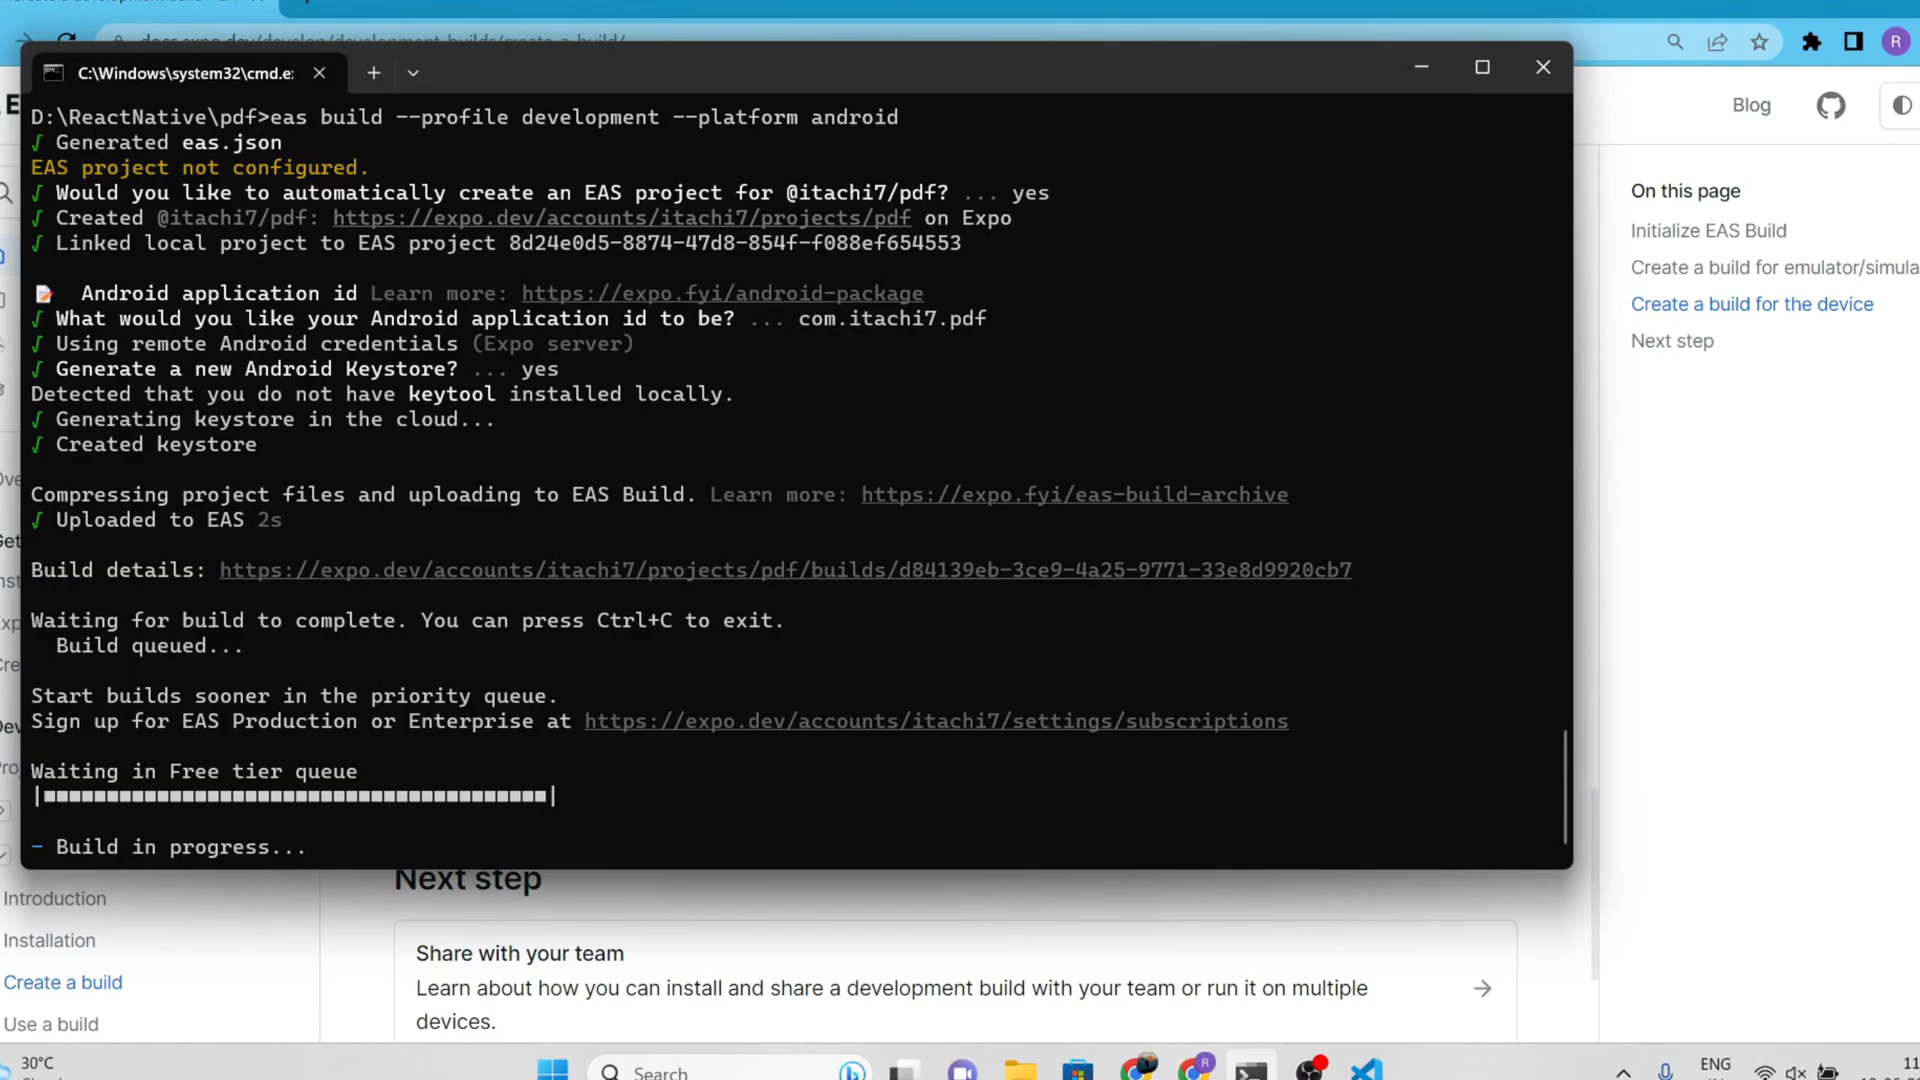 C:\Windows\system32\cmd.e:
D:\ReactNative\pdf>eas build --profile development --platform android
√ Generated eas.json
EAS project not configured.
√ Would you like to automatically create an EAS project for @itachi7/pdf? ... yes
√ Created @itachi7/pdf: https://expo.dev/accounts/itachi7/projects/pdf on Expo
√ Linked local project to EAS project 8d24e0d5-8874-47d8-854f-f088ef654553
Android application id Learn more: https://expo.fyi/android-package
√ What would you like your Android application id to be? ... com.itachi7.pdf
√ Using remote Android credentials (Expo server)
√ Generate a new Android Keystore? ... yes
Detected that you do not have keytool installed locally.
√ Generating keystore in the cloud...
√ Created keystore
Compressing project files and uploading to EAS Build. Learn more: https://expo.fyi/eas-build-archive
√ Uploaded to EAS 2s
Build details: https://expo.dev/accounts/itachi7/projects/pdf/builds/d84139eb-3ce9-4a25-9771-33e8d9920cb7
Waiting for build to complete. You can press Ctrl+C to exit.
Build queued...
Start builds sooner in the priority queue.
Sign up for EAS Production or Enterprise at https://expo.dev/accounts/itachi7/settings/subscriptions
Waiting in Free tier queue
|■■■■■■■■■■■■■■■■■■■■■■■■■■■■■■■■■■■■■■■■|
- Build in progress...
R
Blog
On this page
Initialize EAS Build
Create a build for emulator/simula
Create a build for the device
Next step
Introduction
Installation
Create a build
Use a build
Next step
Share with your team
Learn about how you can install and share a development build with your team or run it on multiple
devices.
30°C
Search
R
ENG
11